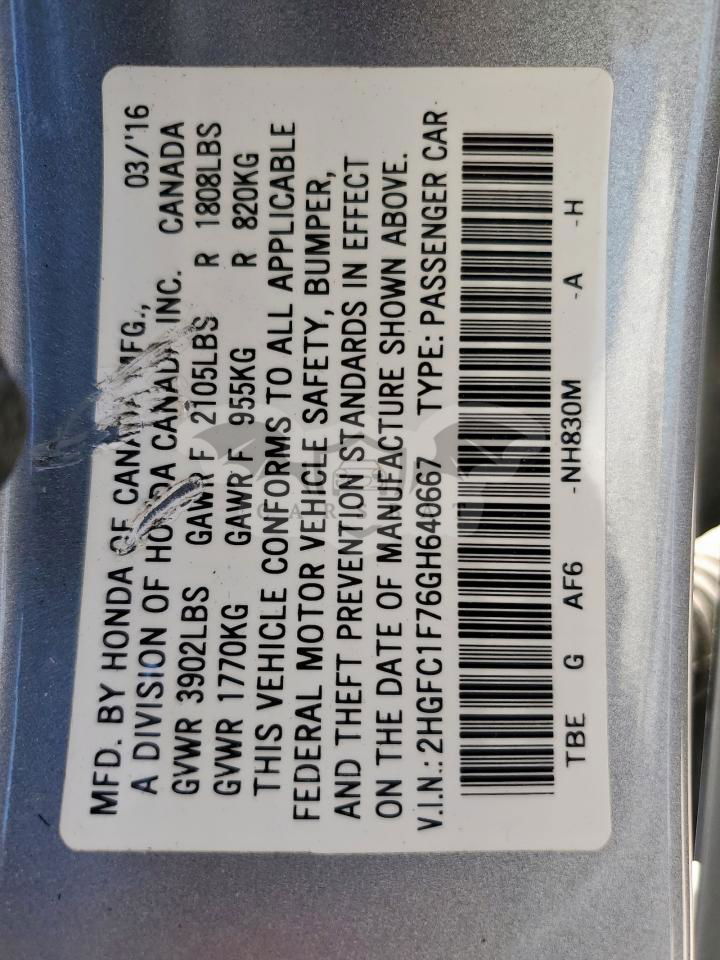 MFD. BY HONDA OF CANADA MFG., 03/'16
A DIVISION OF HONDA CANADA INC. CANADA
GVWR 3902LBS GAWR F 2105LBS R 1808LBS
GVWR 1770KG GAWR F 955KG R 820KG
THIS VEHICLE CONFORMS TO ALL APPLICABLE
FEDERAL MOTOR VEHICLE SAFETY, BUMPER,
AND THEFT PREVENTION STANDARDS IN EFFECT
ON THE DATE OF MANUFACTURE SHOWN ABOVE.
V.I.N.:2HGFC1F76GH640667 TYPE: PASSENGER CAR
TBE G AF6 -NH830M -A -H